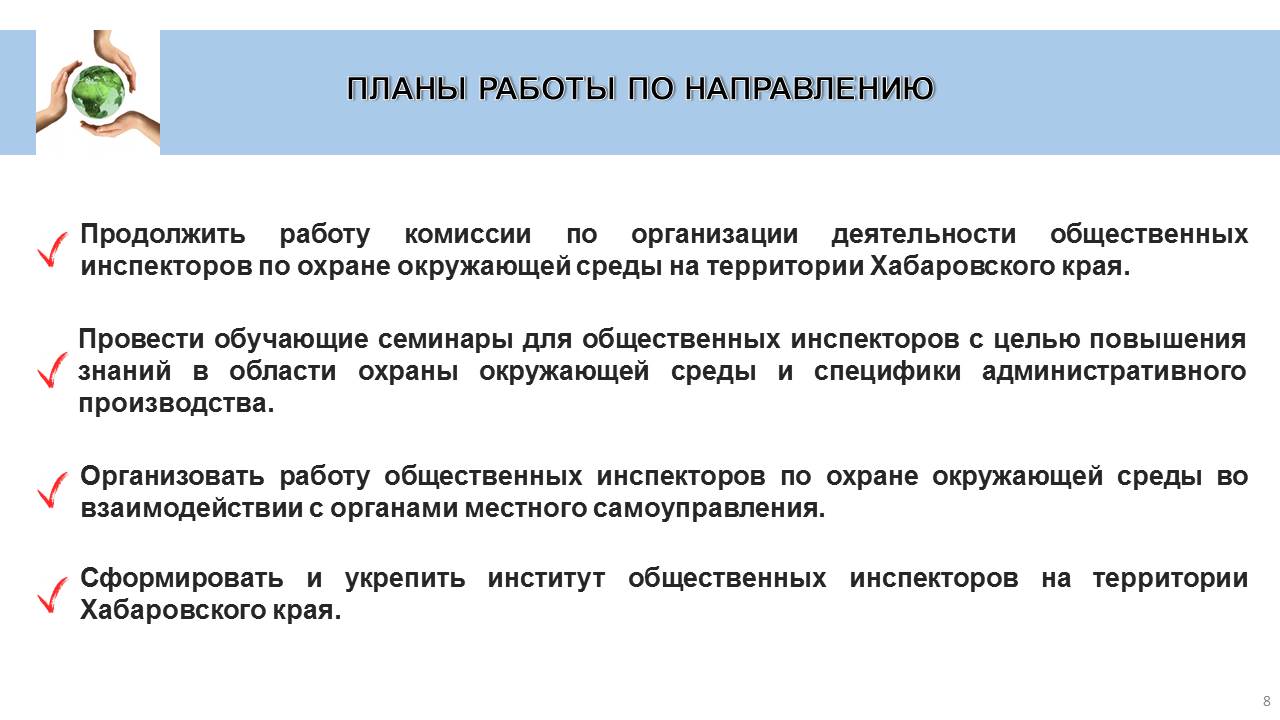 ПЛАНЫ РАБОТЫ ПО НАПРАВЛЕНИЮ
Продолжить работу комиссии по организации деятельности общественных
инспекторов по охране окружающей среды на территории Хабаровского края.
Провести обучающие семинары для общественных инспекторов с целью повышения
знаний в области охраны окружающей среды и специфики административного
производства.
Организовать работу общественных инспекторов по охране окружающей среды во
взаимодействии с органами местного самоуправления.
Сформировать и укрепить институт общественных инспекторов на территории
Хабаровского края.
8